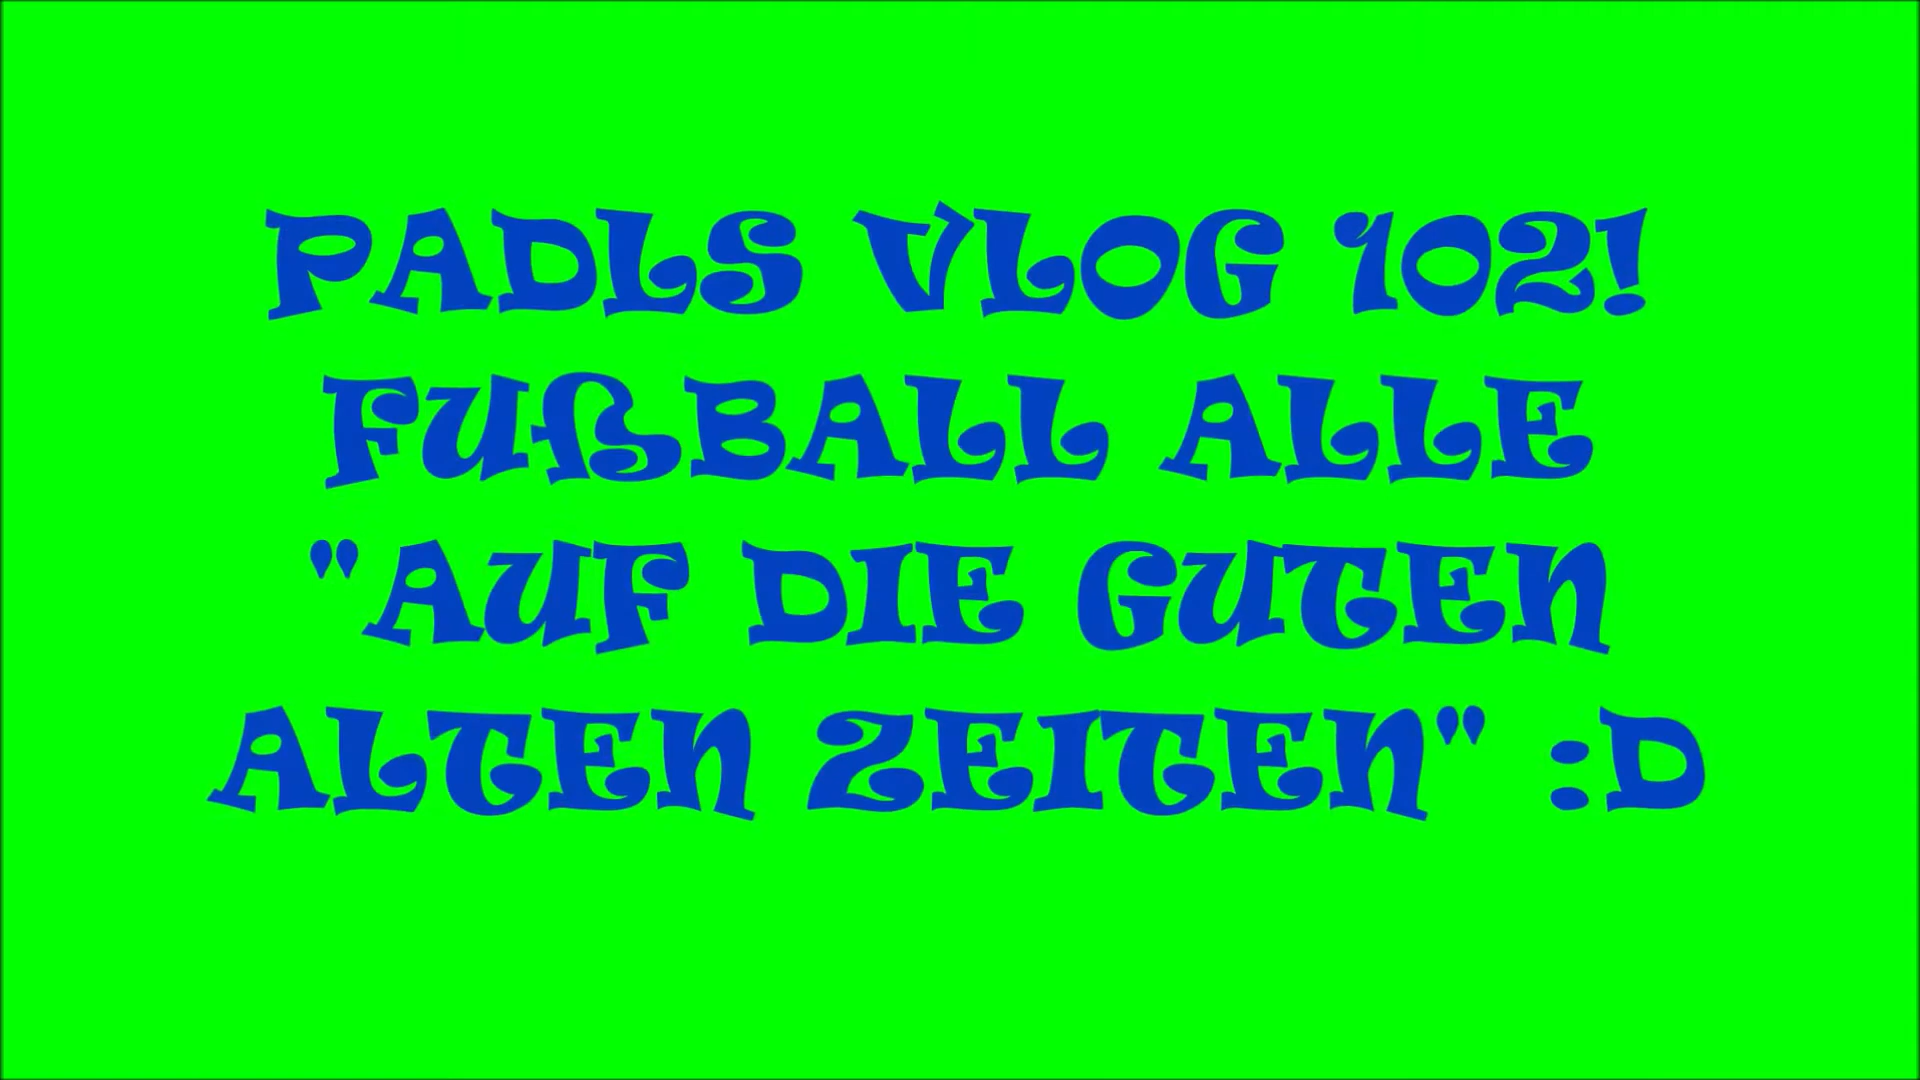 PADLS VLOG 102!
FUßBALL ALLE
"AUF DIE GUTEN
ALTEN ZEITEN" :D